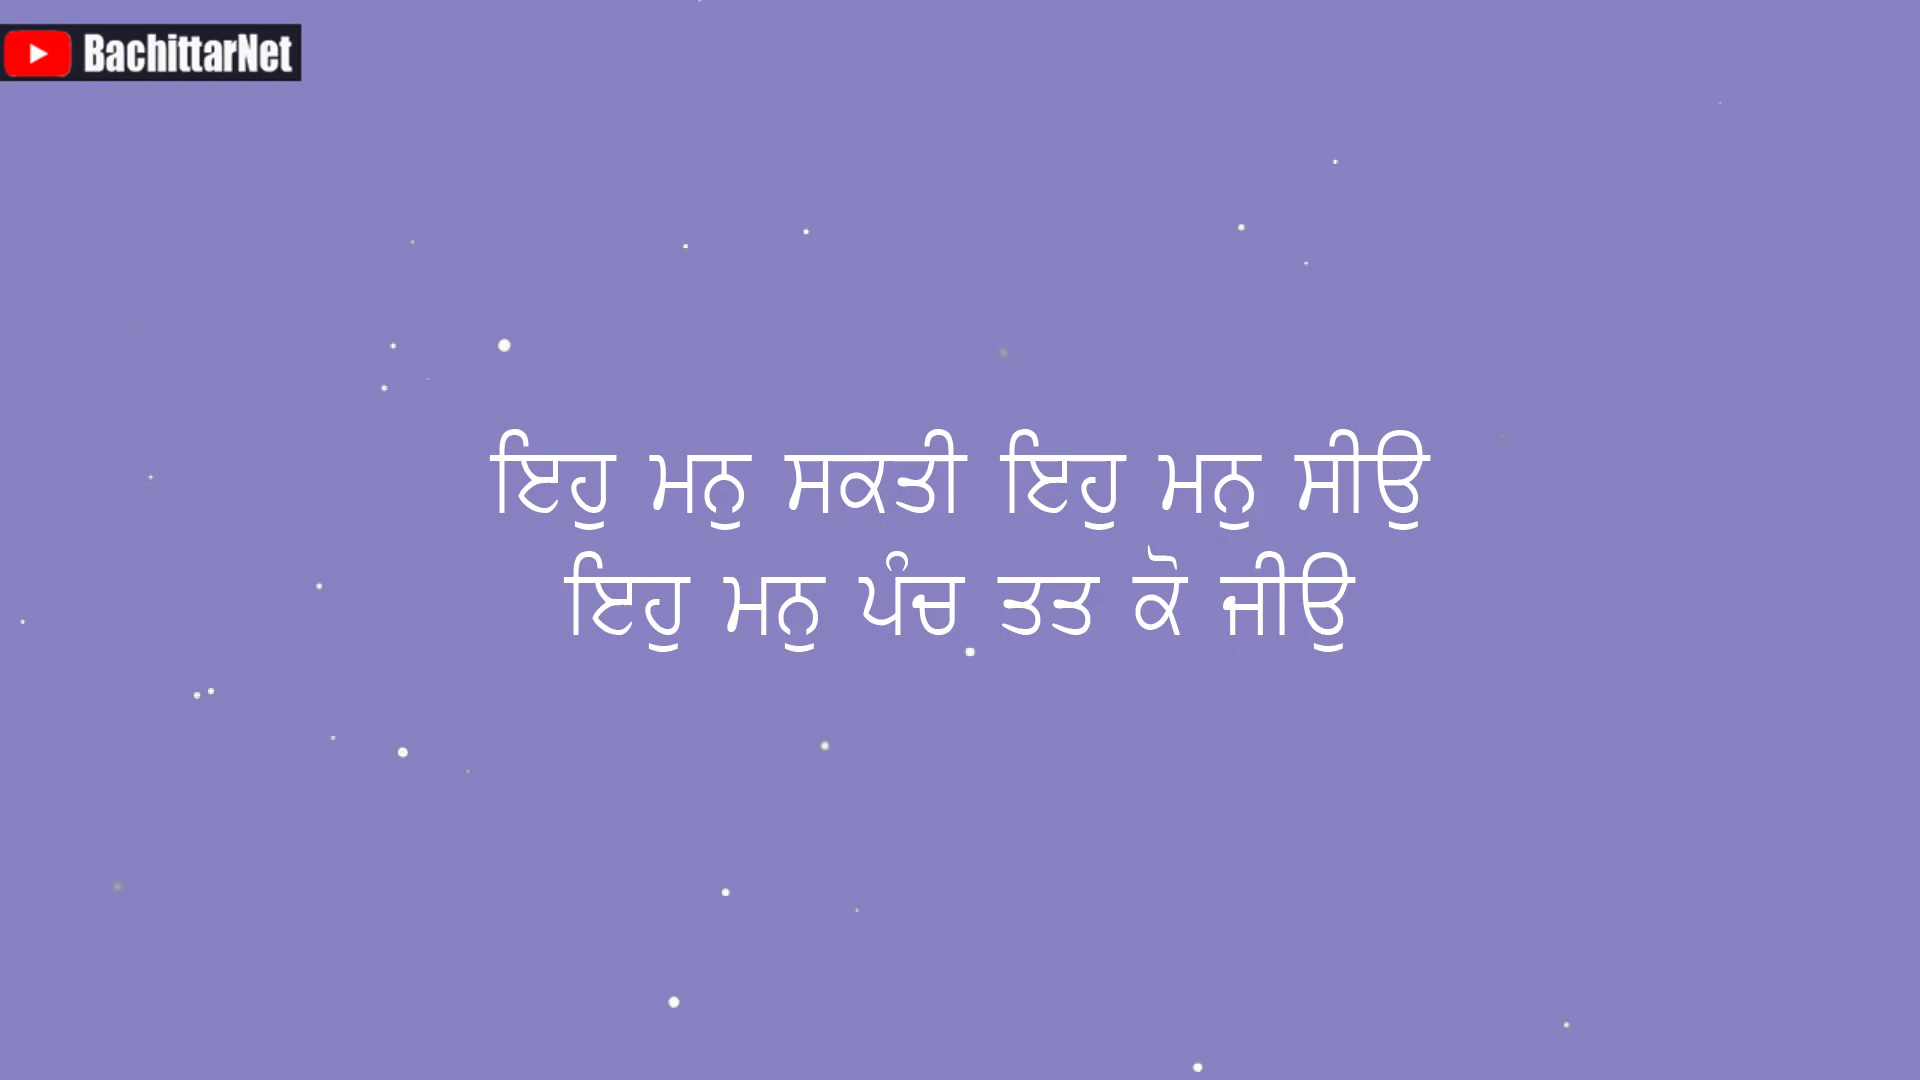 BachittarNet
ਇਹੁ ਮਨੁ ਸਕਤੀ ਇਹੁ ਮਨੁ ਸੀਉ
ਇਹੁ ਮਨੁ ਪੰਚ ਤਤ ਕੋ ਜੀਉ